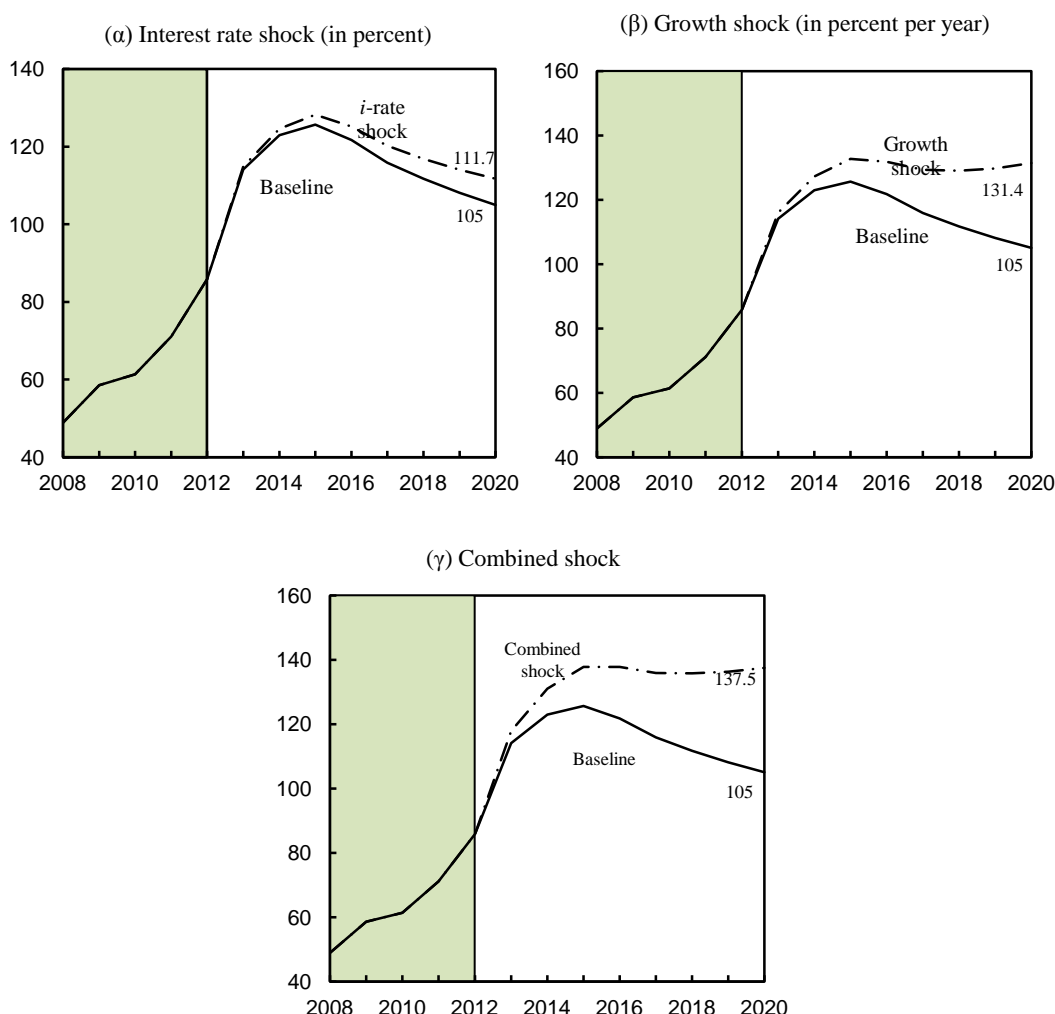 (α) Interest rate shock (in percent)
140
120
100
80
60
40
2008 2010 2012 2014 2016 2018 2020
i-rate
shock
111.7
Baseline
105
(β) Growth shock (in percent per year)
160
140
120
100
80
60
40
2008 2010 2012 2014 2016 2018 2020
Growth
shock
131.4
Baseline
105
(γ) Combined shock
160
140
120
100
80
60
40
2008 2010 2012 2014 2016 2018 2020
Combined
shock
137.5
Baseline
105